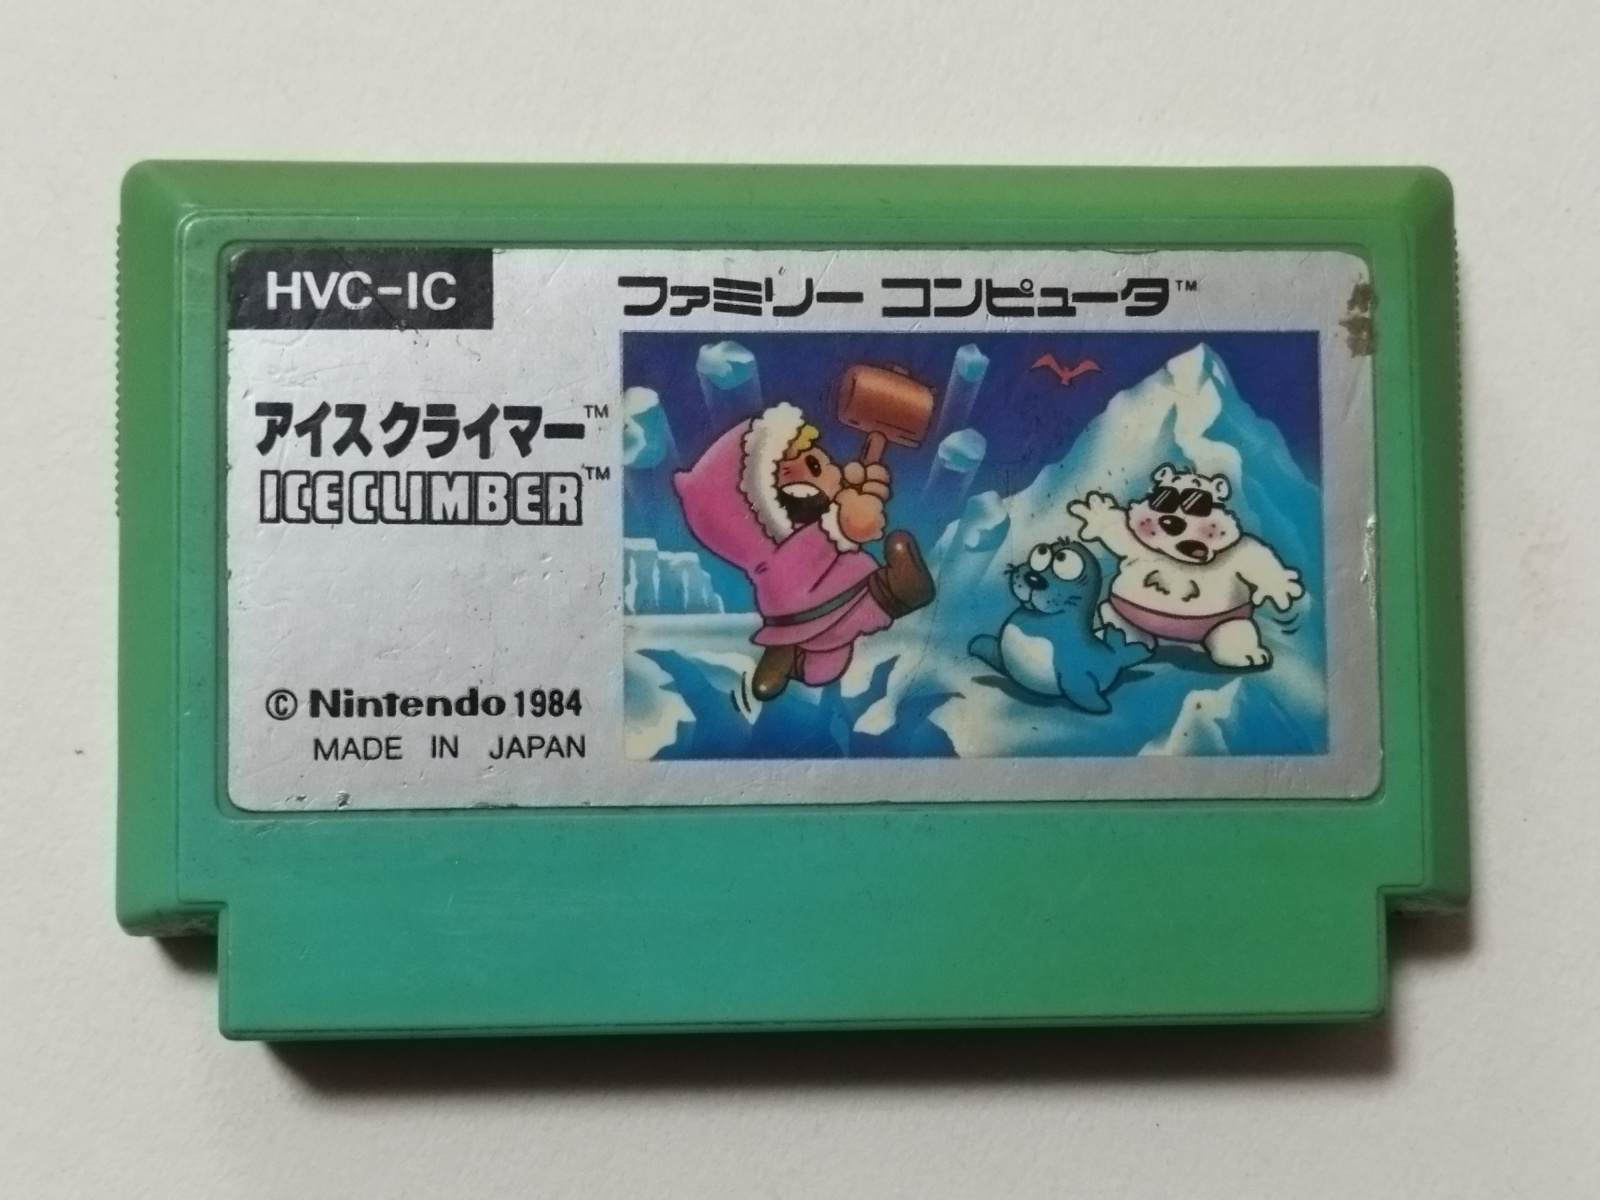 HVC-IC
ファミリー コンピュータ™
アイスクライマー™
ICE CLIMBER™
© Nintendo 1984
MADE IN JAPAN